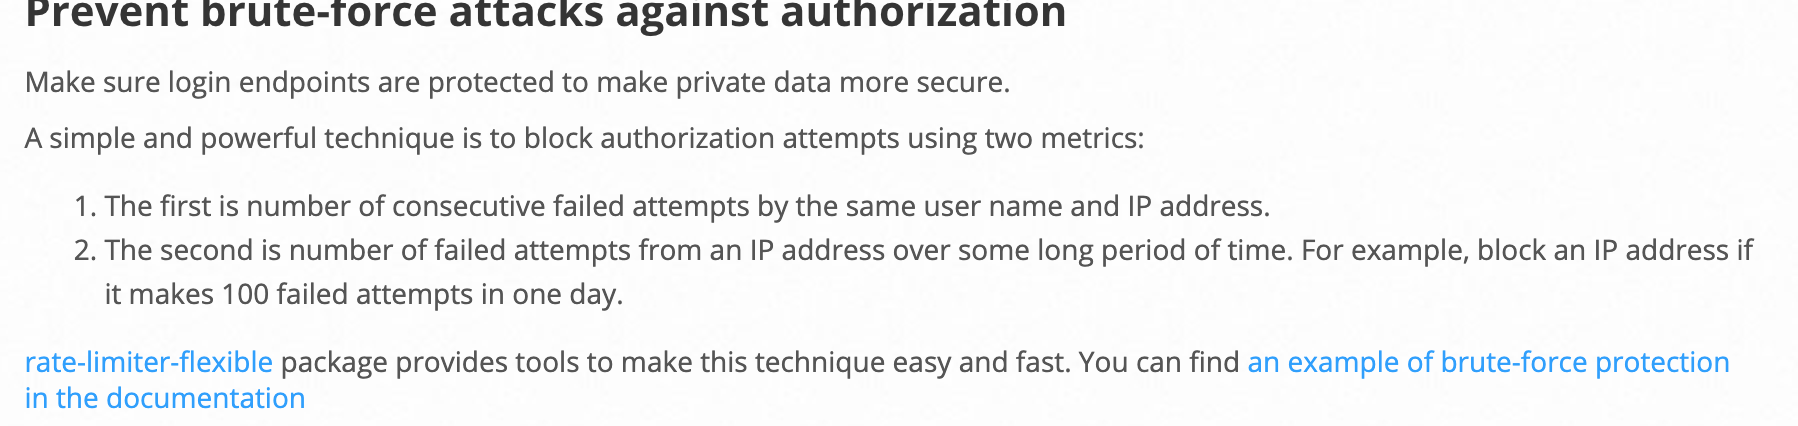 Prevent brute-force attacks against authorization
Make sure login endpoints are protected to make private data more secure.
A simple and powerful technique is to block authorization attempts using two metrics:
1. The first is number of consecutive failed attempts by the same user name and IP address.
2. The second is number of failed attempts from an IP address over some long period of time. For example, block an IP address if
it makes 100 failed attempts in one day.
rate-limiter-flexible package provides tools to make this technique easy and fast. You can find an example of brute-force protection
in the documentation